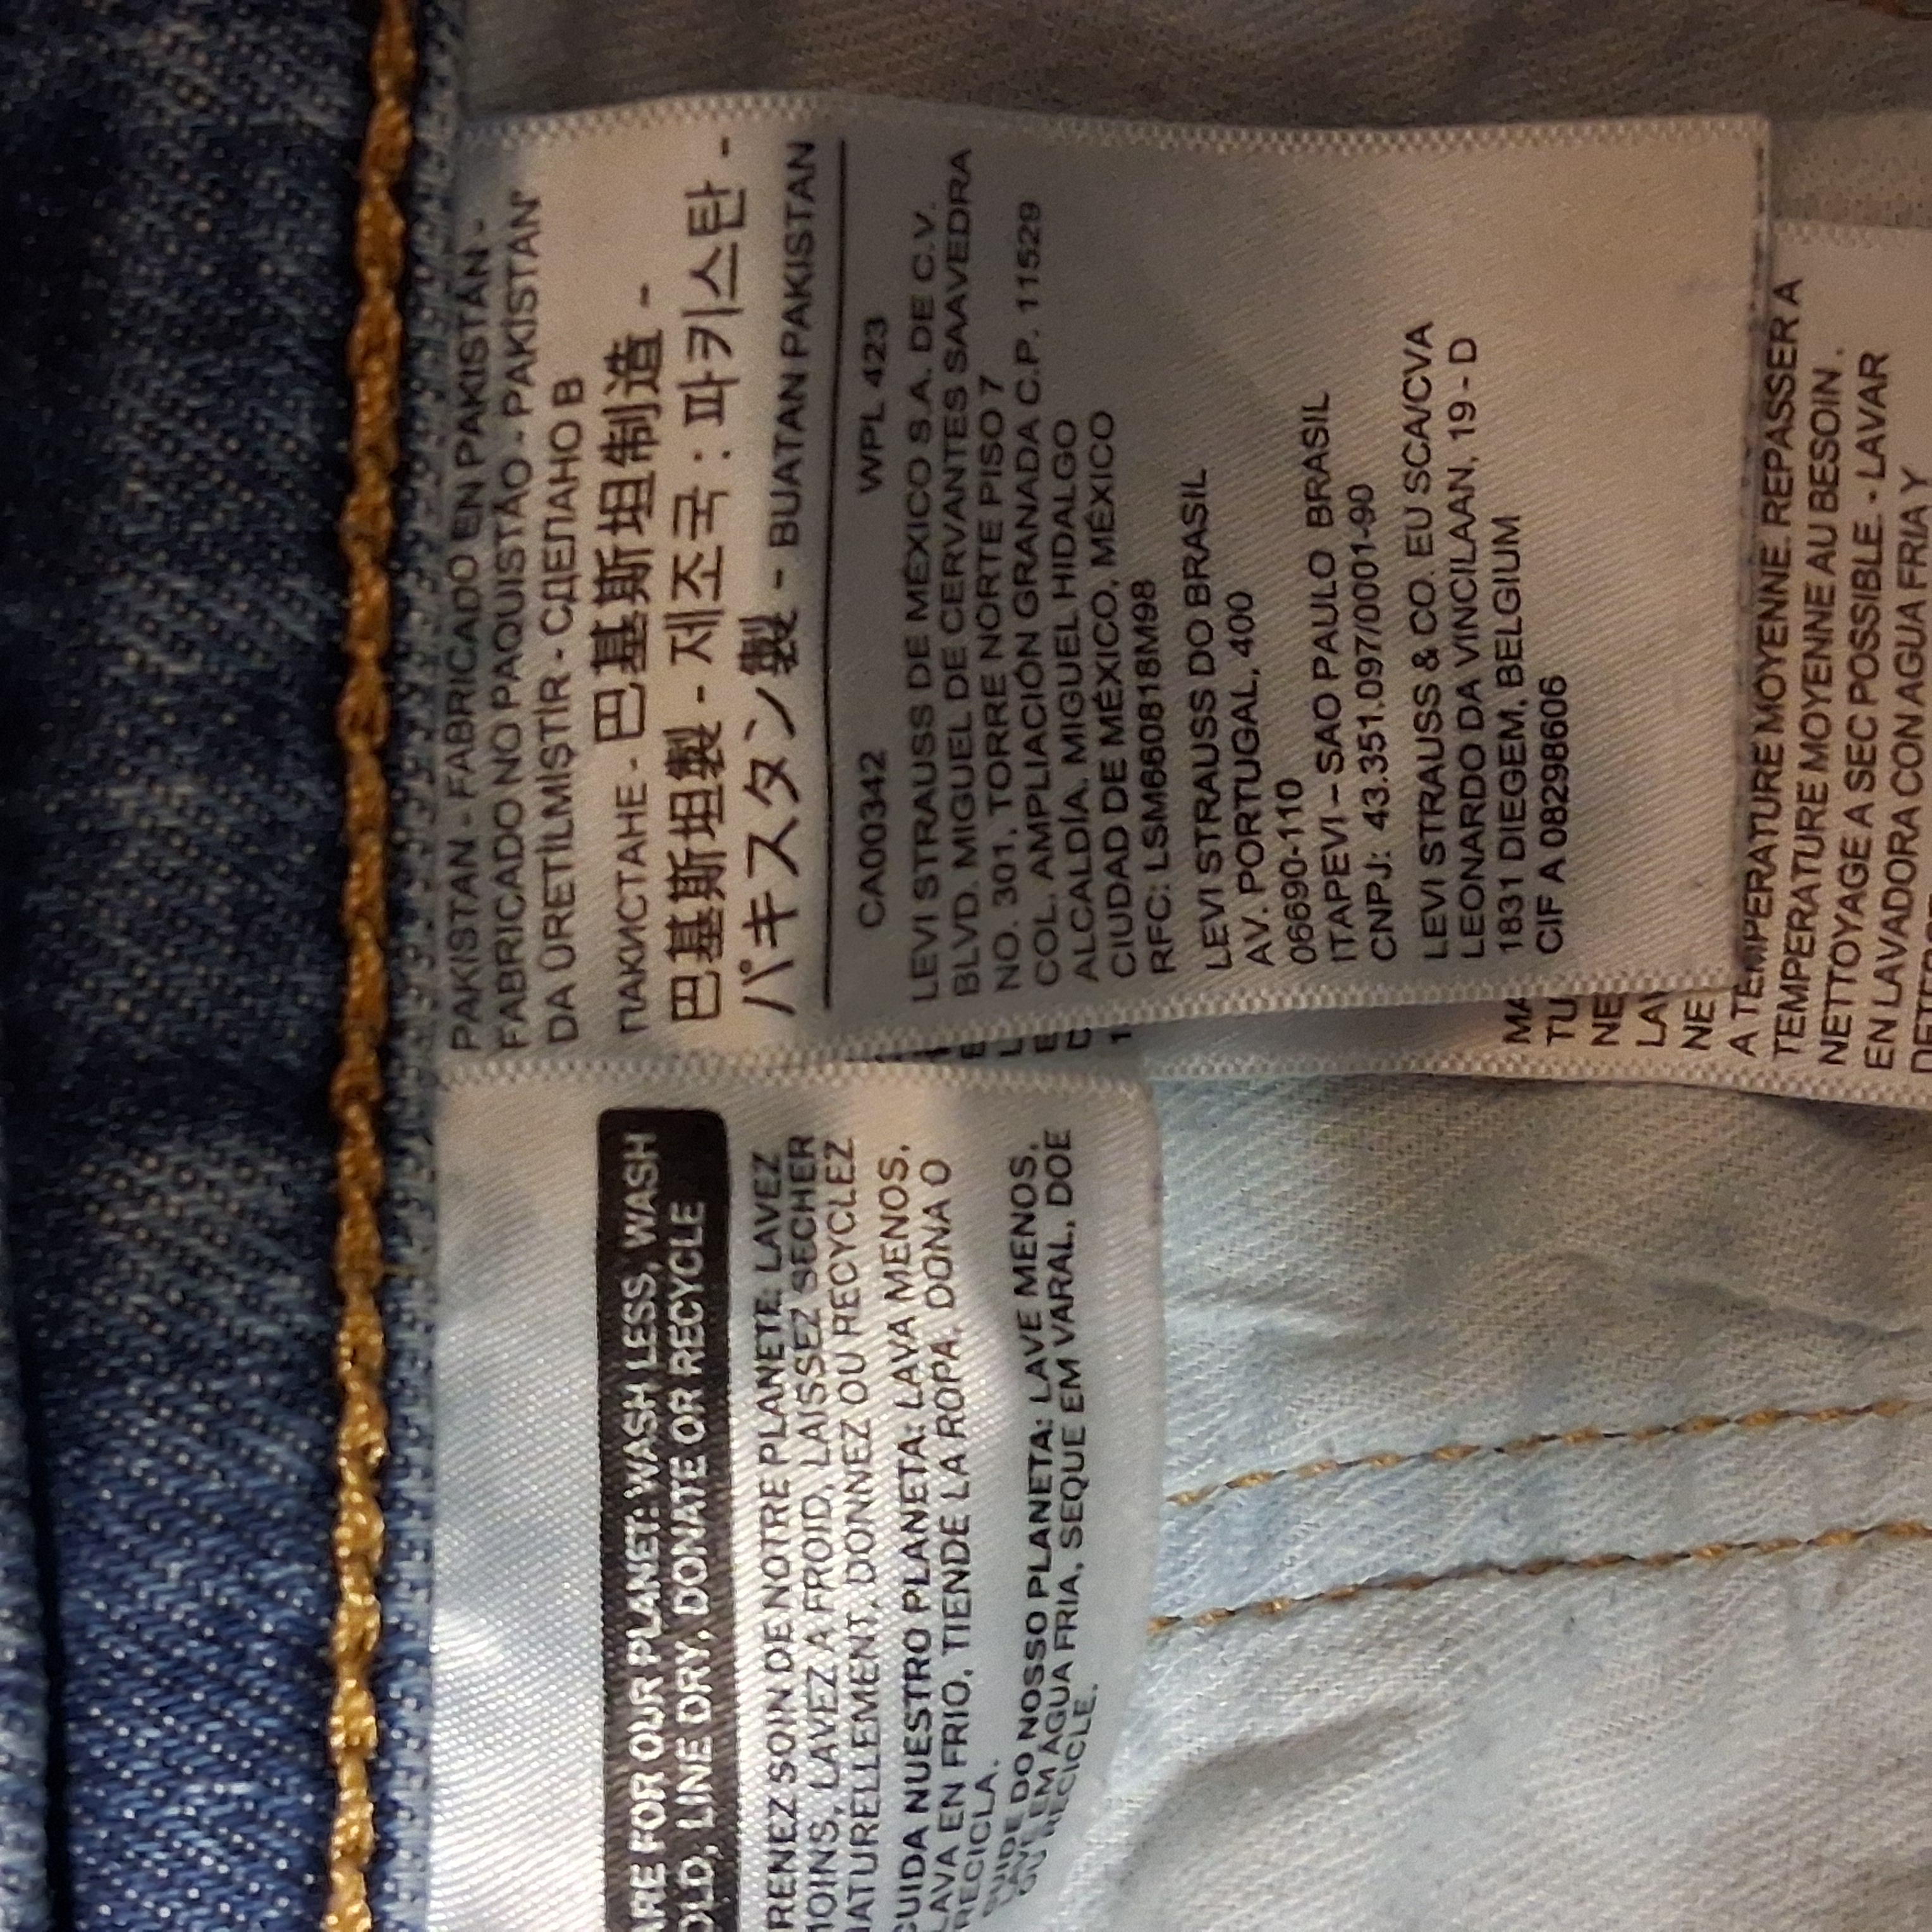 PAKISTAN - FABRICADO EN PAKISTÁN -
FABRICADO NO PAQUISTÃO - PAKISTAN'
DA ÜRETİLMİŞTİR - СДЕЛАНО В
ПАКИСТАНЕ - 巴基斯坦制造 -
巴基斯坦製 - 제조국 : 파키스탄 -
パキスタン製 - BUATAN PAKISTAN
CA00342 WPL 423
LEVI STRAUSS DE MÉXICO S.A. DE C.V.
BLVD. MIGUEL DE CERVANTES SAAVEDRA
NO. 301, TORRE NORTE PISO 7
COL. AMPLIACIÓN GRANADA C.P. 11529
ALCALDÍA. MIGUEL HIDALGO
CIUDAD DE MÉXICO, MÉXICO
RFC: LSM660818M98
LEVI STRAUSS DO BRASIL
AV. PORTUGAL, 400
06690-110
ITAPEVI – SAO PAULO BRASIL
CNPJ: 43.351.097/0001-90
LEVI STRAUSS & CO. EU SCA/CVA
LEONARDO DA VINCILAAN, 19 - D
1831 DIEGEM, BELGIUM
CIF A 08298606
MA
TU
NE
LAV
NE
A TEMPERATURE MOYENNE. REPASSER A
TEMPERATURE MOYENNE AU BESOIN.
NETTOYAGE A SEC POSSIBLE. - LAVAR
EN LAVADORA CON AGUA FRIA Y
ARE FOR OUR PLANET: WASH LESS, WASH
OLD, LINE DRY, DONATE OR RECYCLE
RENEZ SOIN DE NOTRE PLANETE: LAVEZ
MOINS, LAVEZ A FROID, LAISSEZ SECHER
NATURELLEMENT, DONNEZ OU RECYCLEZ
CUIDA NUESTRO PLANETA: LAVA MENOS,
LAVA EN FRIO, TIENDE LA ROPA, DONA O
RECICLA.
CUIDE DO NOSSO PLANETA: LAVE MENOS,
LAVE EM ÁGUA FRIA, SEQUE EM VARAL, DOE
OU RECICLE.